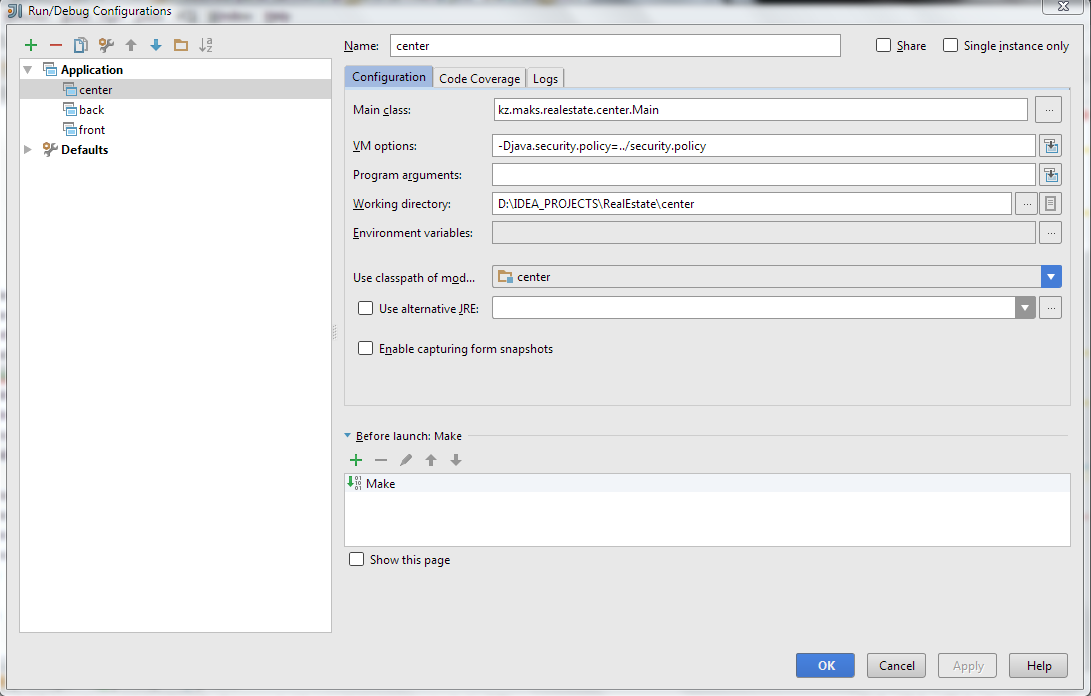 Run/Debug Configurations
Name: center Share Single instance only
Application
center
back
front
Defaults
Configuration Code Coverage Logs
Main class: kz.maks.realestate.center.Main ...
VM options: -Djava.security.policy=../security.policy
Program arguments:
Working directory: D:\IDEA_PROJECTS\RealEstate\center ...
Environment variables: ...
Use classpath of mod... center
Use alternative JRE: ...
Enable capturing form snapshots
Before launch: Make
Make
Show this page
OK Cancel Apply Help